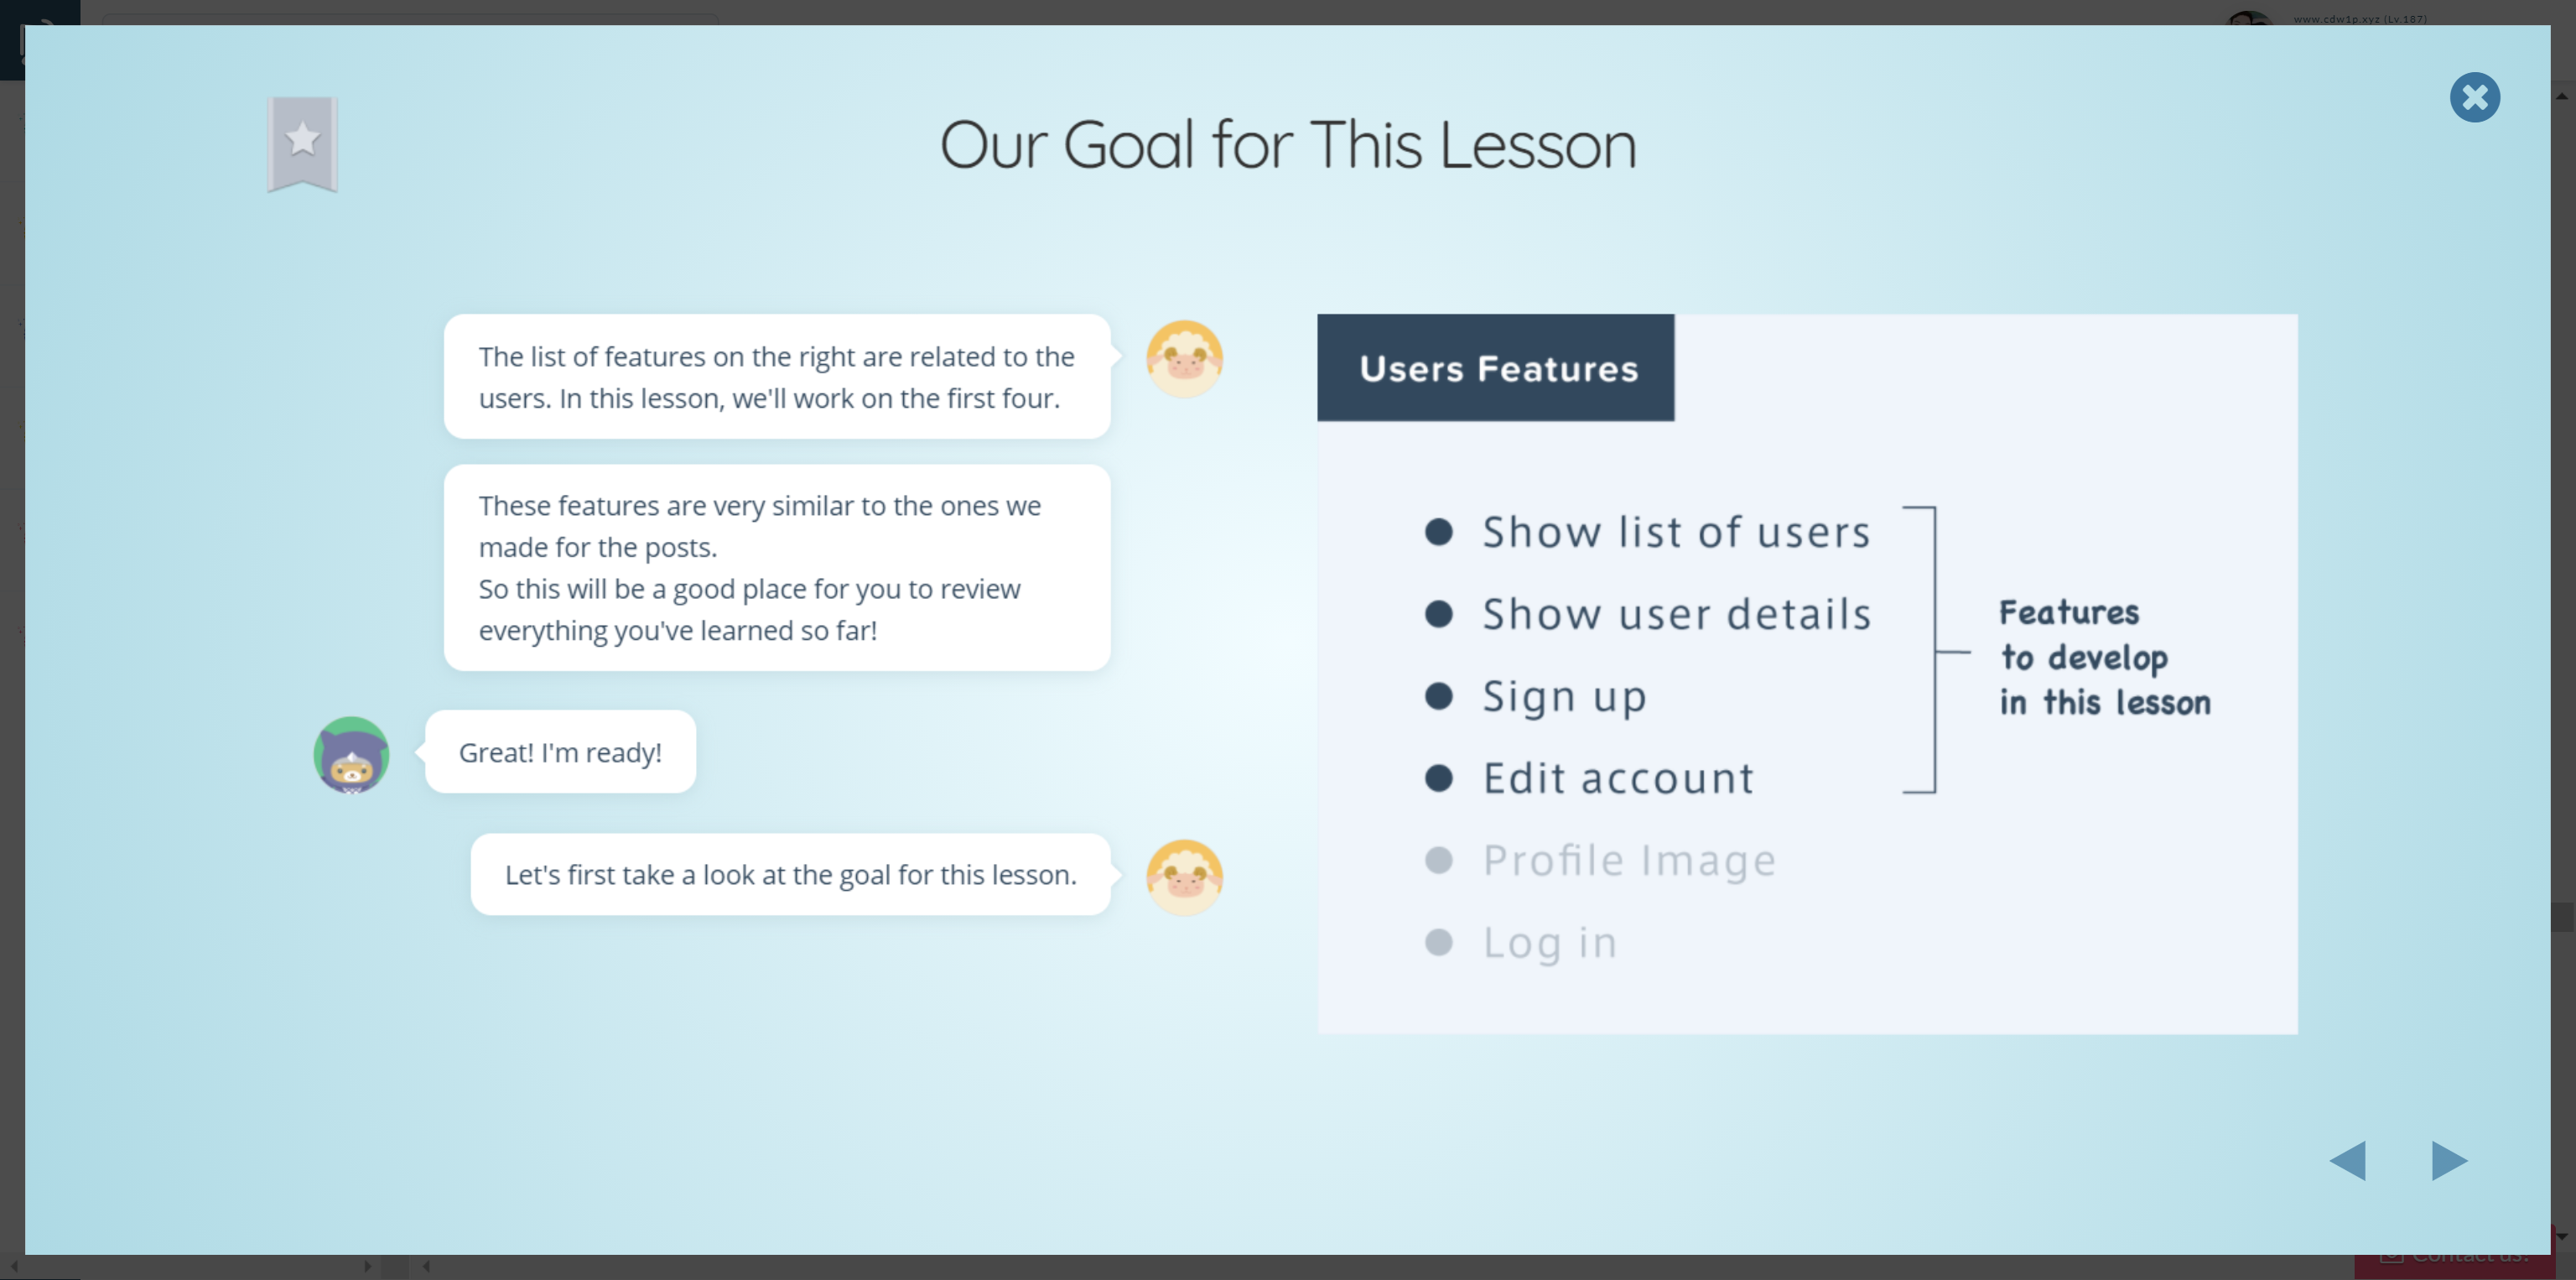 www.cdw1p.xyz (Lv.187)
Our Goal for This Lesson
The list of features on the right are related to the
users. In this lesson, we'll work on the first four.
These features are very similar to the ones we
made for the posts.
So this will be a good place for you to review
everything you've learned so far!
Great! I'm ready!
Let's first take a look at the goal for this lesson.
Users Features
Show list of users
Show user details
Sign up
Edit account
Profile Image
Log in
Features
to develop
in this lesson
Contact us!